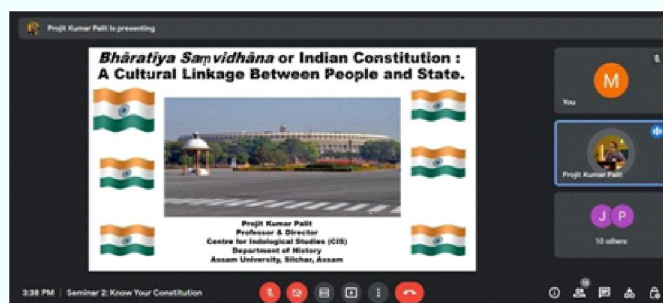 Projit Kumar Palit is presenting
Bhāratīya Saṃvidhāna or Indian Constitution :
A Cultural Linkage Between People and State.
Projit Kumar Palit
Professor & Director
Centre for Indological Studies (CIS)
Department of History
Assam University, Silchar, Assam
M
You
Projit Kumar Palit
J P
10 others
3:38 PM | Seminar 2: Know Your Constitution